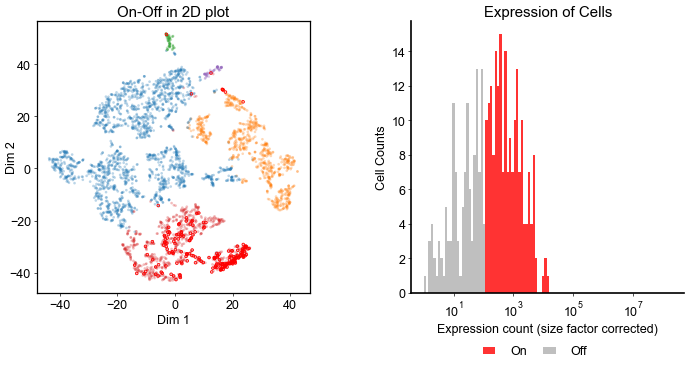 On-Off in 2D plot
Expression of Cells
40
20
0
−20
−40
Dim 2
−40 −20 0 20 40
Dim 1
14
12
10
8
6
4
2
0
Cell Counts
10^1 10^3 10^5 10^7
Expression count (size factor corrected)
On Off